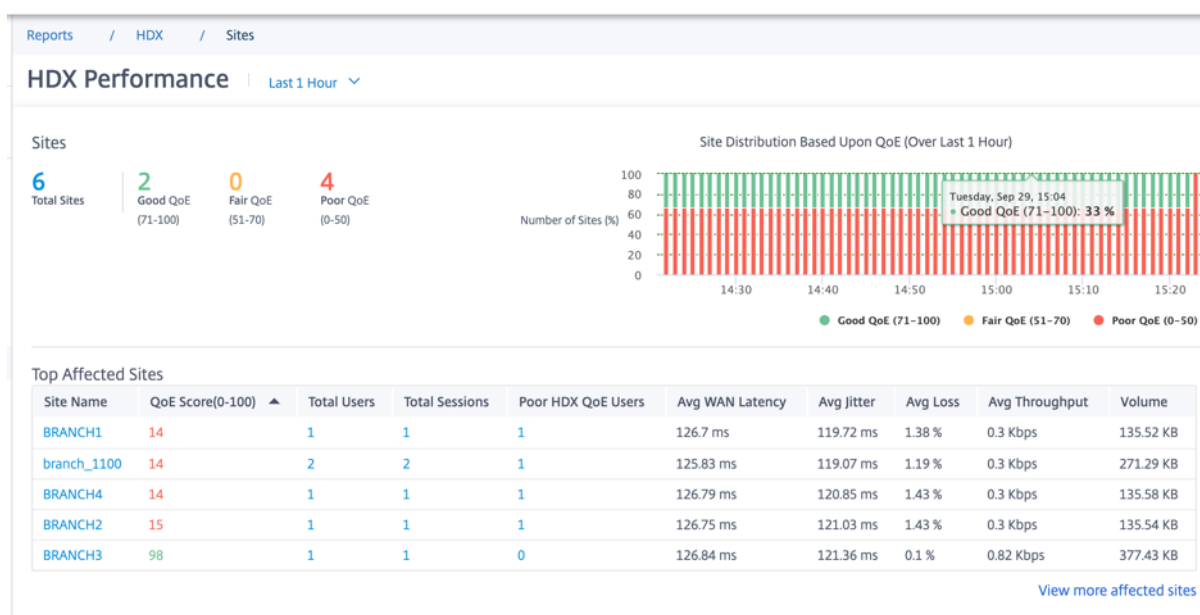 Reports / HDX / Sites
HDX Performance Last 1 Hour
Sites
6 2 0 4
Total Sites Good QoE Fair QoE Poor QoE
(71-100) (51-70) (0-50)
Site Distribution Based Upon QoE (Over Last 1 Hour)
Number of Sites (%)
100
80
60
40
20
0
Tuesday, Sep 29, 15:04
Good QoE (71-100): 33 %
14:30 14:40 14:50 15:00 15:10 15:20
Good QoE (71-100) Fair QoE (51-70) Poor QoE (0-50)
Top Affected Sites
Site Name QoE Score(0-100) Total Users Total Sessions Poor HDX QoE Users Avg WAN Latency Avg Jitter Avg Loss Avg Throughput Volume
BRANCH1 14 1 1 1 126.7 ms 119.72 ms 1.38 % 0.3 Kbps 135.52 KB
branch_1100 14 2 2 1 125.83 ms 119.07 ms 1.19 % 0.3 Kbps 271.29 KB
BRANCH4 14 1 1 1 126.79 ms 120.85 ms 1.43 % 0.3 Kbps 135.58 KB
BRANCH2 15 1 1 1 126.75 ms 121.03 ms 1.43 % 0.3 Kbps 135.54 KB
BRANCH3 98 1 1 0 126.84 ms 121.36 ms 0.1 % 0.82 Kbps 377.43 KB
View more affected sites